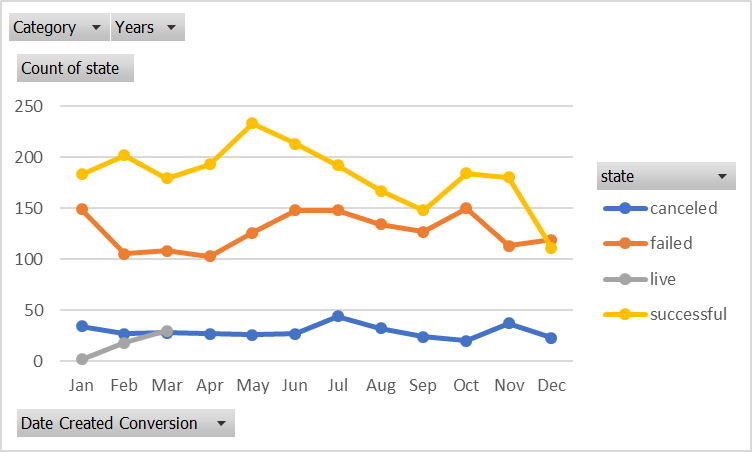 Category Years
Count of state
250
200
150
100
50
0
Jan Feb Mar Apr May Jun Jul Aug Sep Oct Nov Dec
state
canceled
failed
live
successful
Date Created Conversion